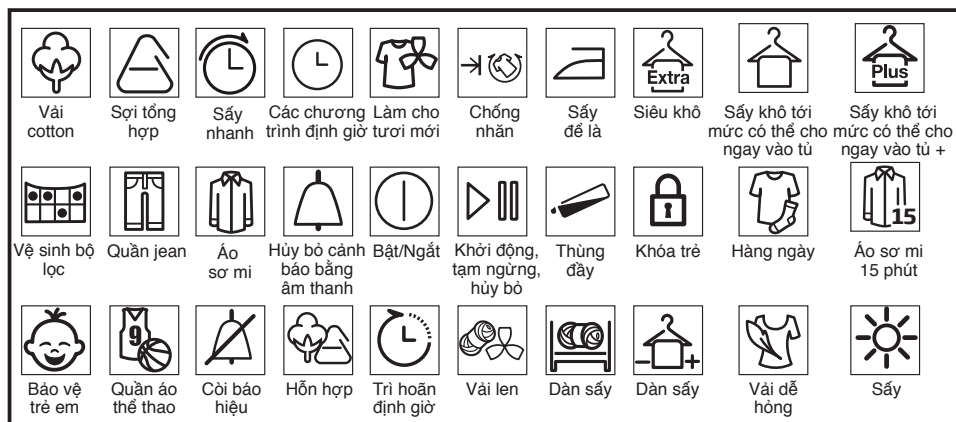 Extra
Plus
Vải
cotton
Sợi tổng
hợp
Sấy
nhanh
Các chương
trình định giờ
Làm cho
tươi mới
Chống
nhăn
Sấy
để là
Siêu khô
Sấy khô tới
mức có thể cho
ngay vào tủ
Sấy khô tới
mức có thể cho
ngay vào tủ +
15
Vệ sinh bộ
lọc
Quần jean
Áo
sơ mi
Hủy bỏ cảnh
báo bằng
âm thanh
Bật/Ngắt
Khởi động,
tạm ngừng,
hủy bỏ
Thùng
đầy
Khóa trẻ
Hàng ngày
Áo sơ mi
15 phút
9
Bảo vệ
trẻ em
Quần áo
thể thao
Còi báo
hiệu
Hỗn hợp
Trì hoãn
định giờ
Vải len
Dàn sấy
Dàn sấy
Vải dễ
hỏng
Sấy